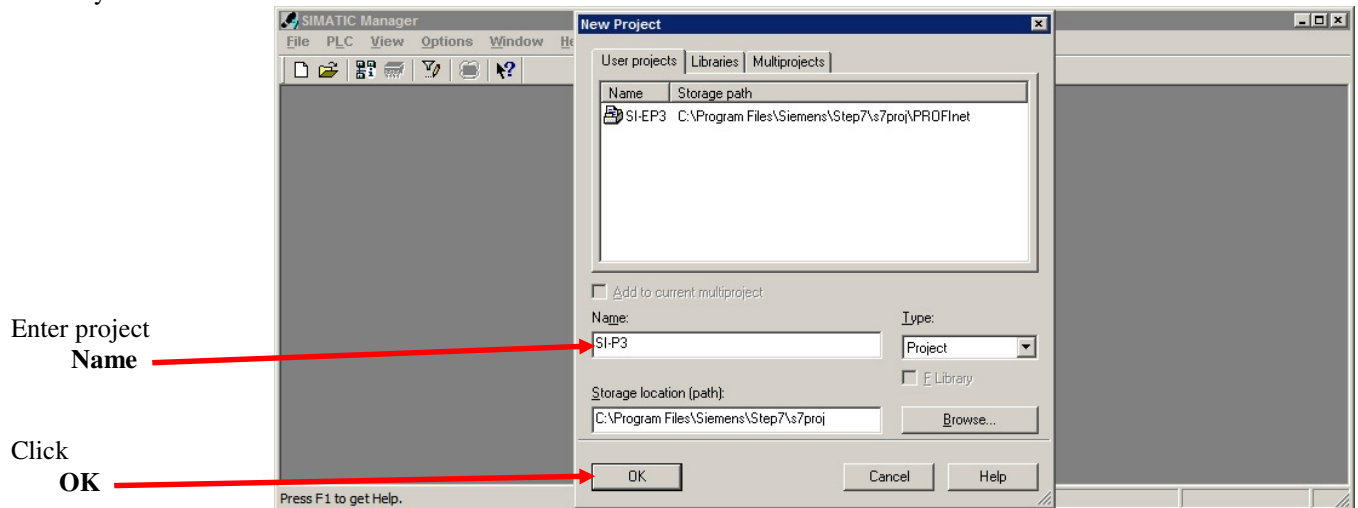 SIMATIC Manager
File PLC View Options Window He
New Project
User projects Libraries Multiprojects
Name Storage path
SI-EP3 C:\Program Files\Siemens\Step7\s7proj\PROFInet
Add to current multiproject
Name: Type:
SI-P3 Project
F Library
Storage location (path):
C:\Program Files\Siemens\Step7\s7proj Browse...
OK Cancel Help
Press F1 to get Help.
Enter project
Name
Click
OK